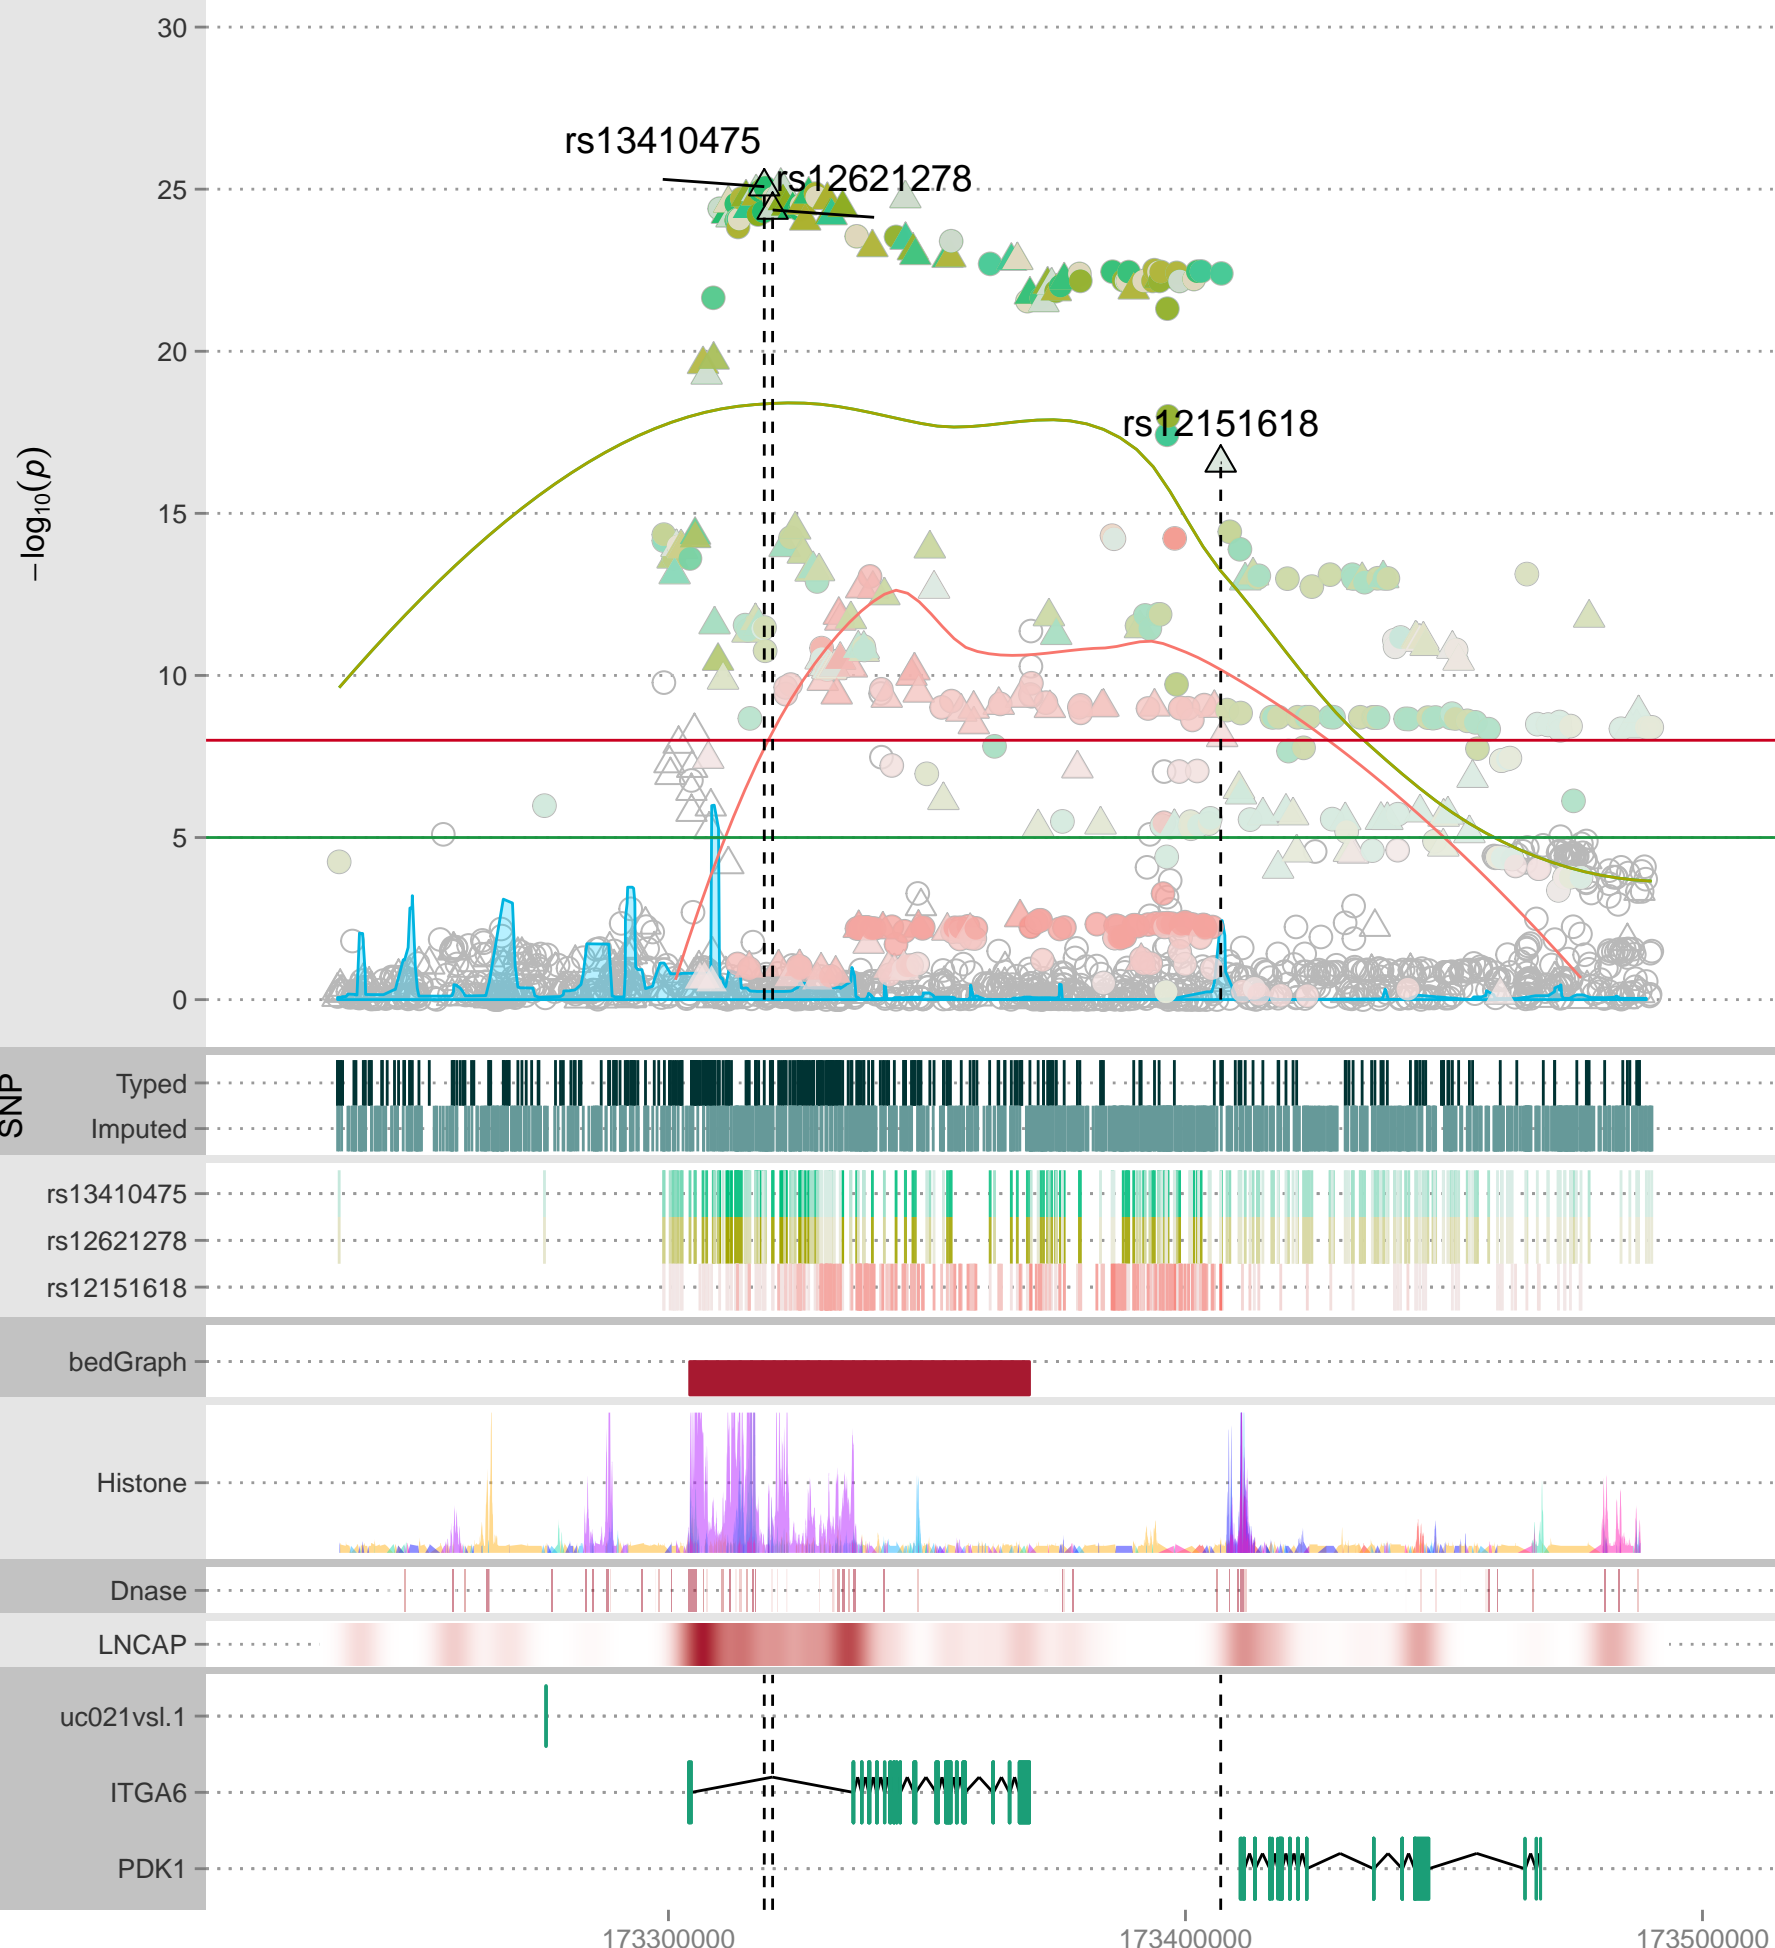 30
rs13410475
25
rs12621278
20
rs12151618
−log10(p)
15
10
5
0
SNP
Typed
Imputed
rs13410475
rs12621278
rs12151618
bedGraph
Histone
Dnase
LNCAP
uc021vsl.1
ITGA6
PDK1
173300000
173400000
173500000